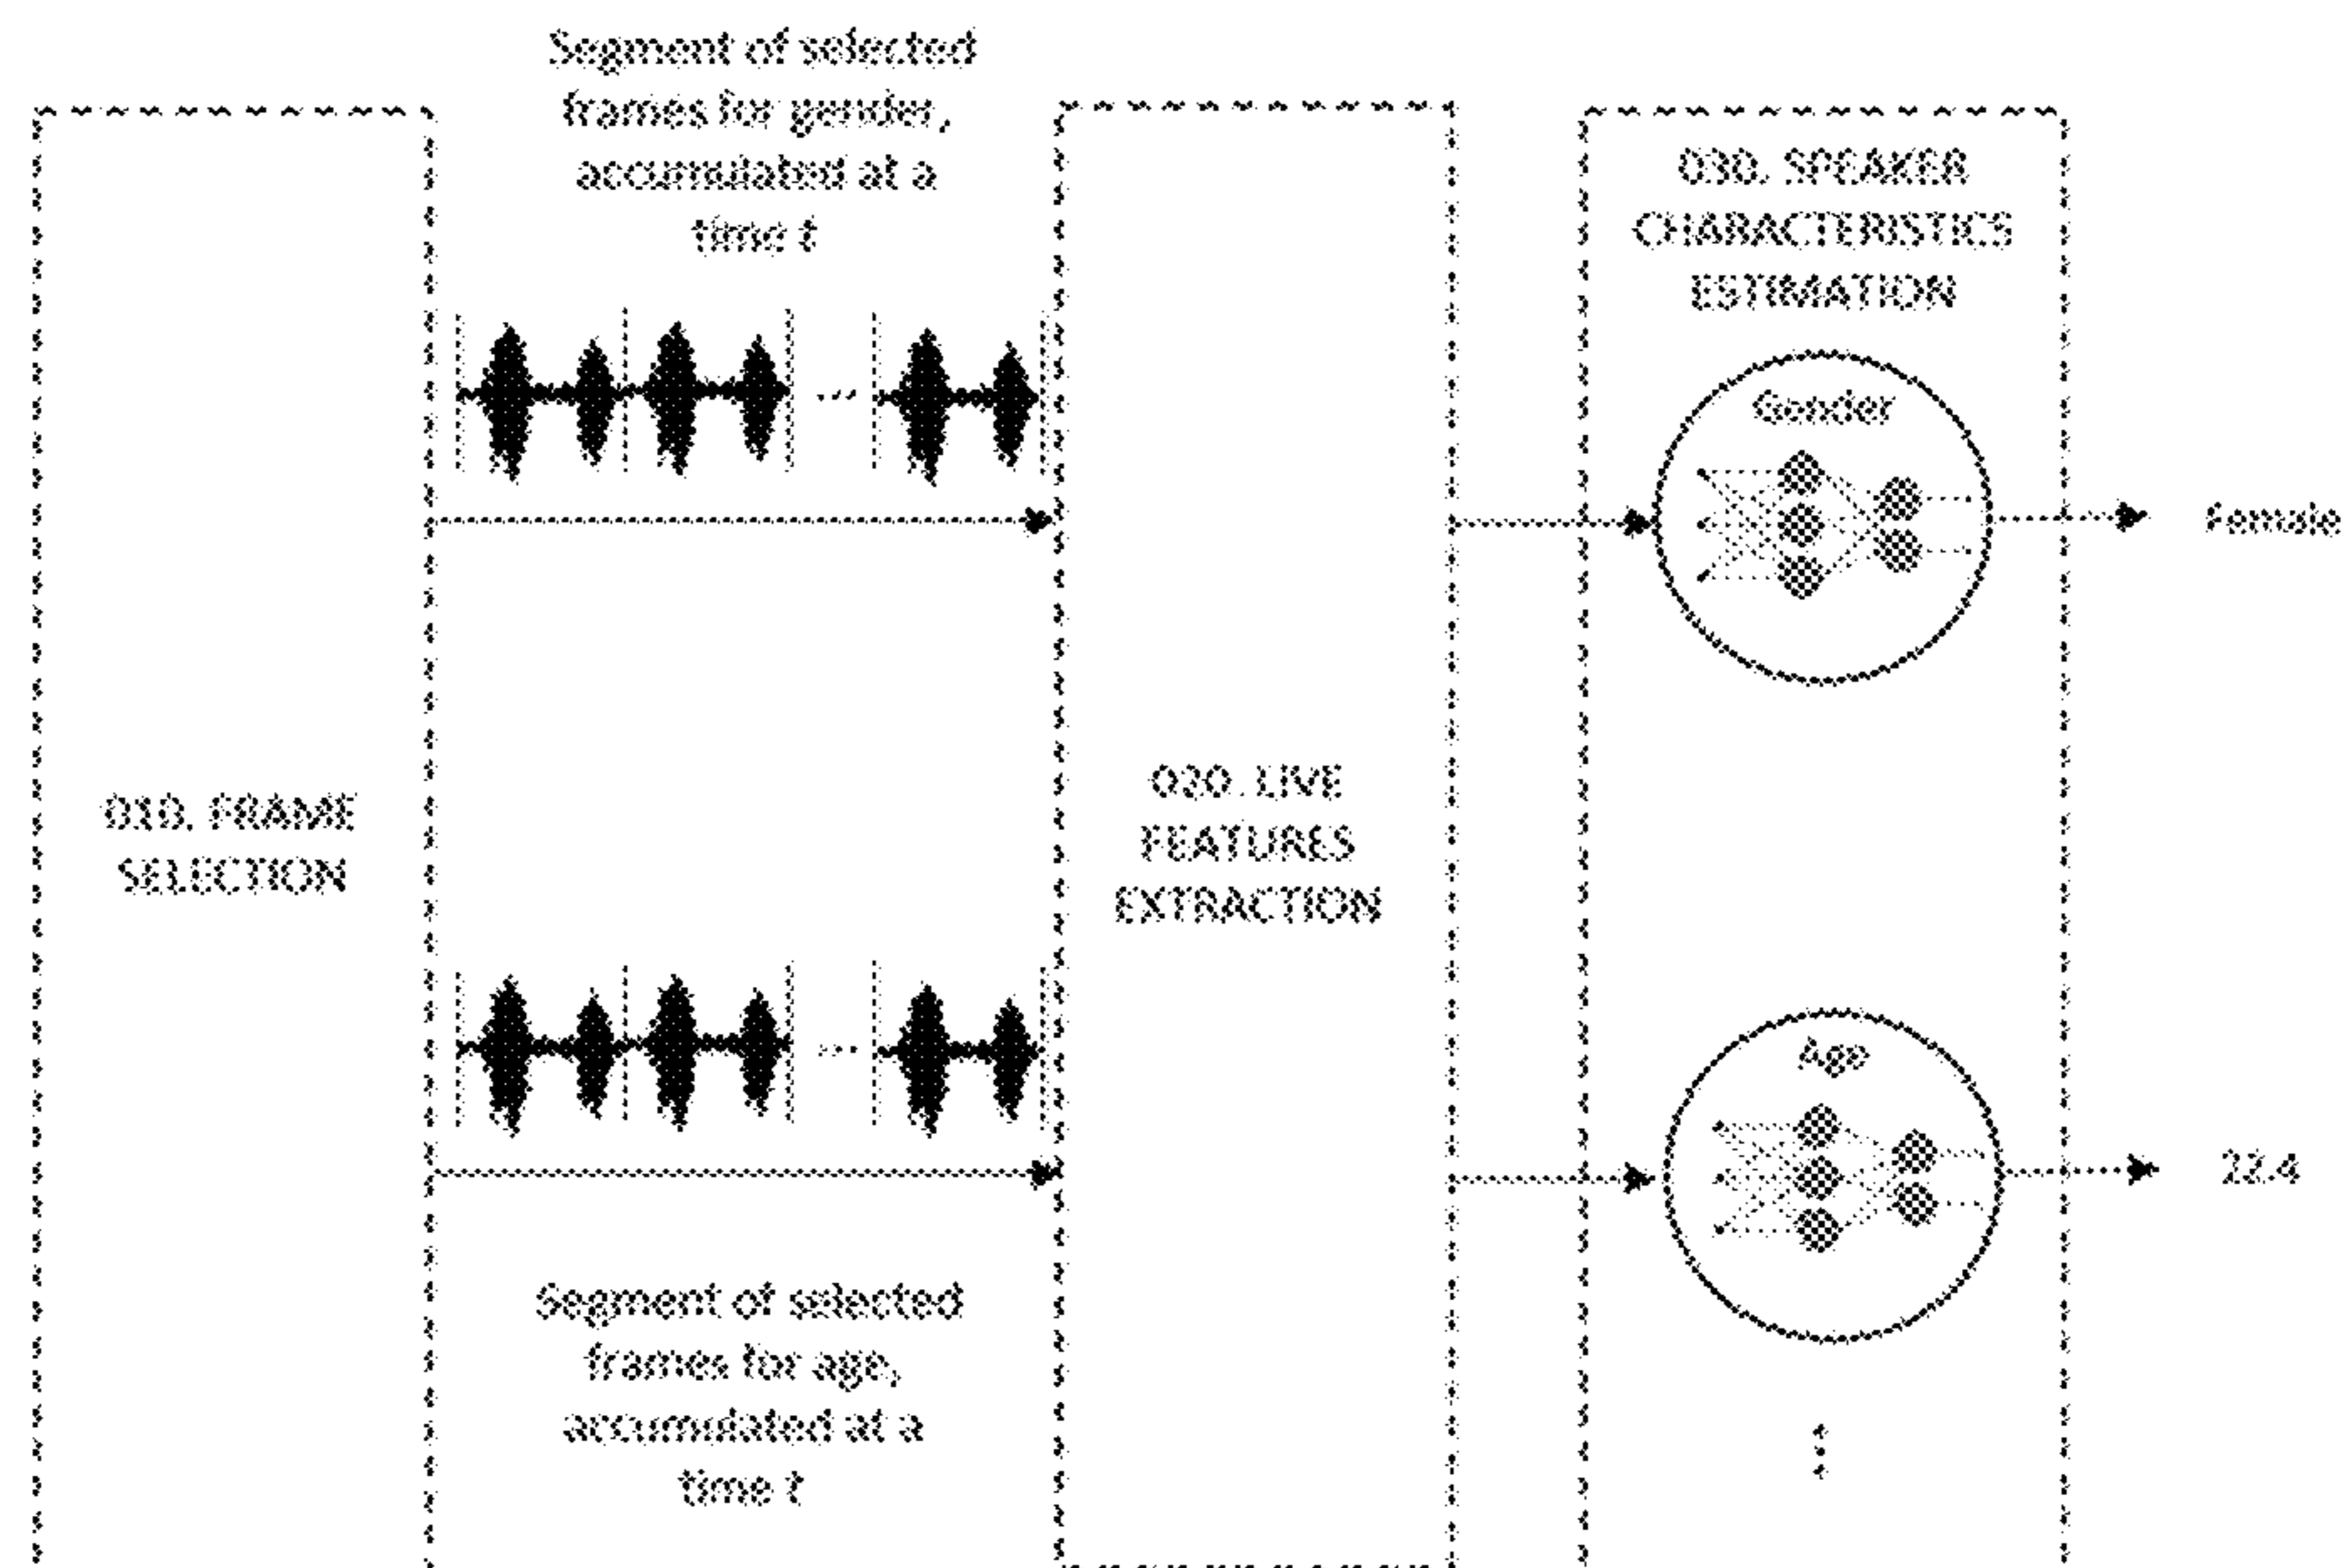 Segment of selected
frames for gender,
accumulated at a
time t
010. FRAME
SELECTION
020. LIVE
FEATURES
EXTRACTION
030. SPEAKER
CHARACTERISTICS
ESTIMATION
Gender
Female
Age
22.4
Segment of selected
frames for age,
accumulated at a
time t